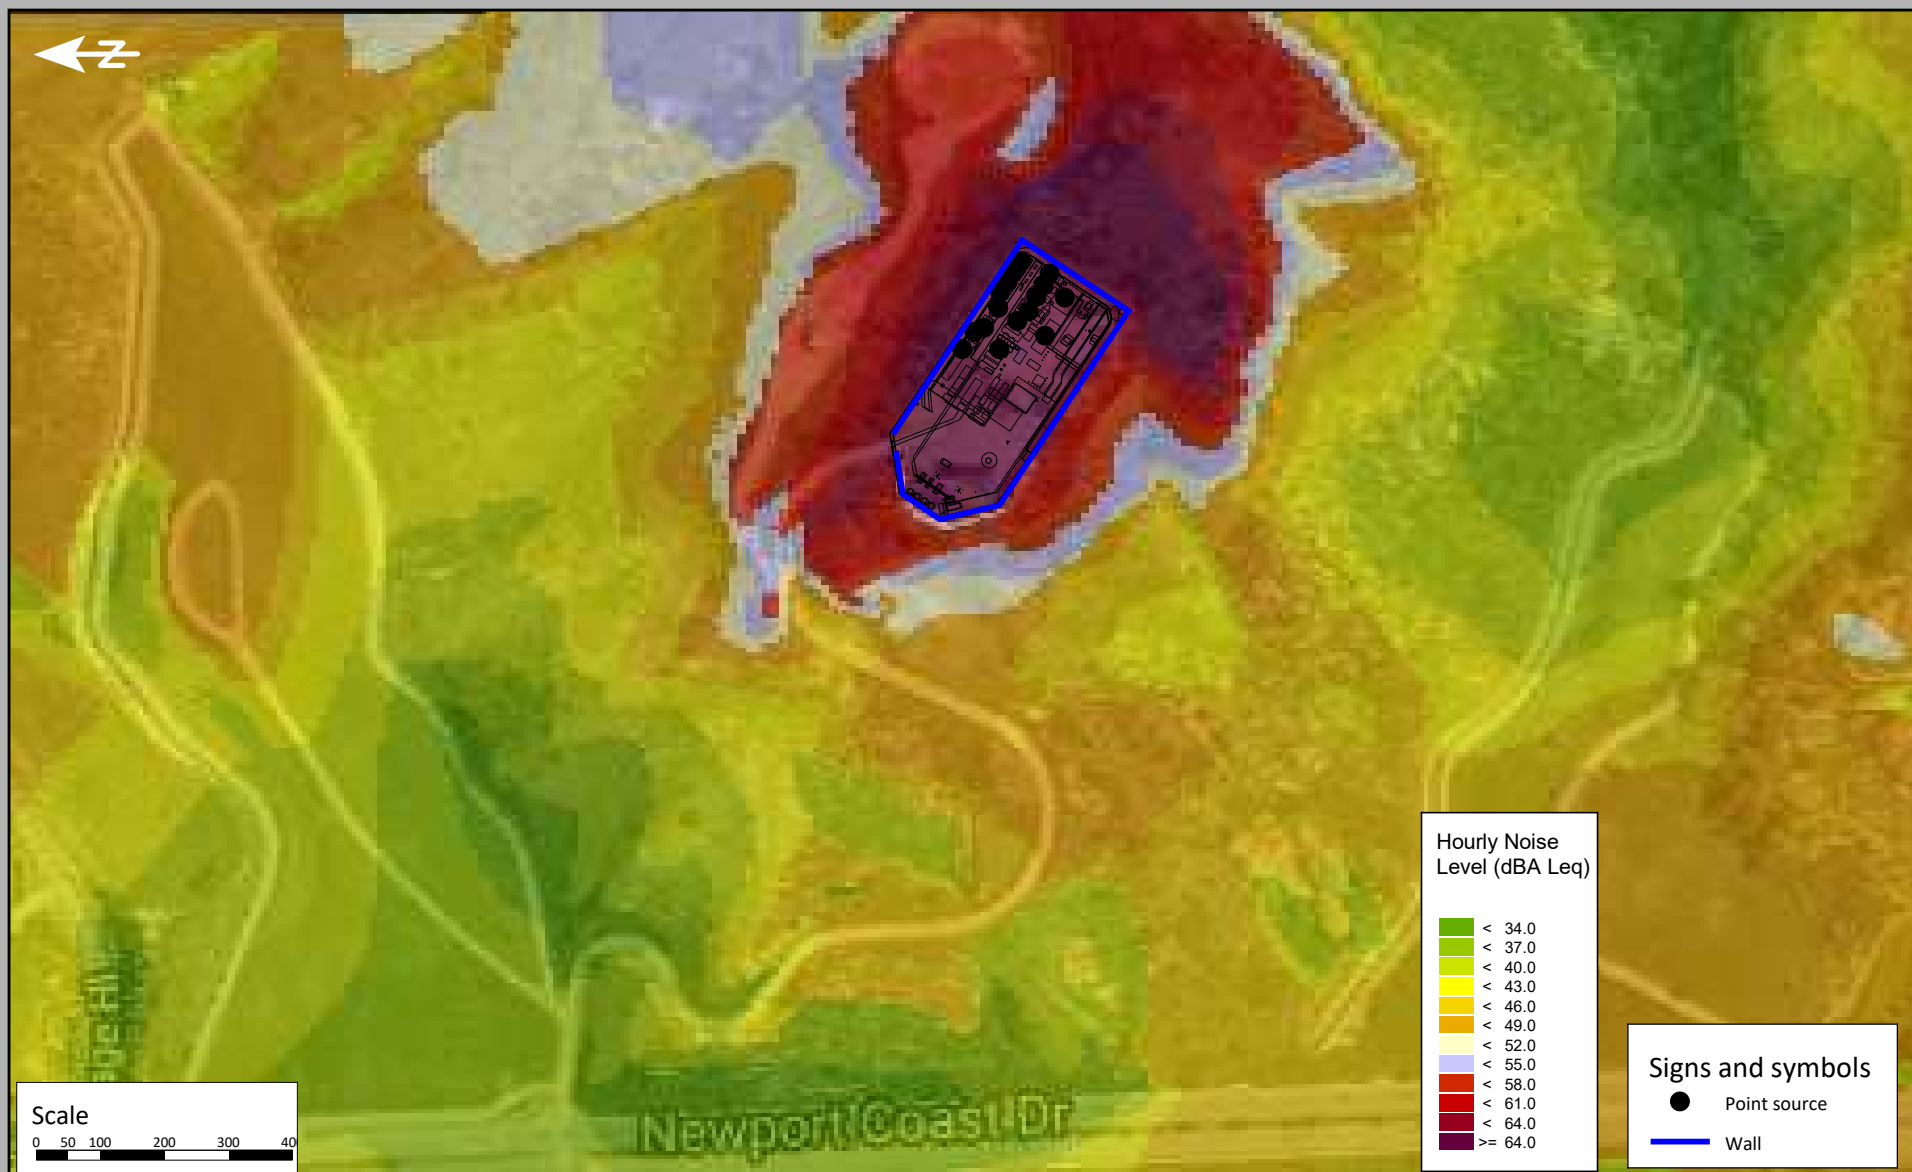 N
Newport Coast Dr
Scale
0 50 100 200 300 40
Hourly Noise
Level (dBA Leq)
< 34.0
< 37.0
< 40.0
< 43.0
< 46.0
< 49.0
< 52.0
< 55.0
< 58.0
< 61.0
< 64.0
>= 64.0
Signs and symbols
Point source
Wall